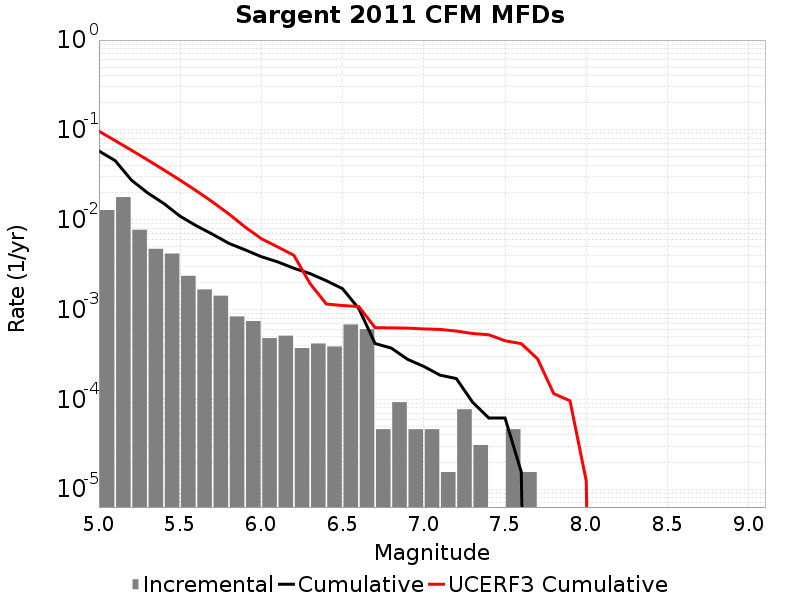 Sargent 2011 CFM MFDs
Rate (1/yr)
10^0
10^-1
10^-2
10^-3
10^-4
10^-5
5.0 5.5 6.0 6.5 7.0 7.5 8.0 8.5 9.0
Magnitude
Incremental Cumulative UCERF3 Cumulative